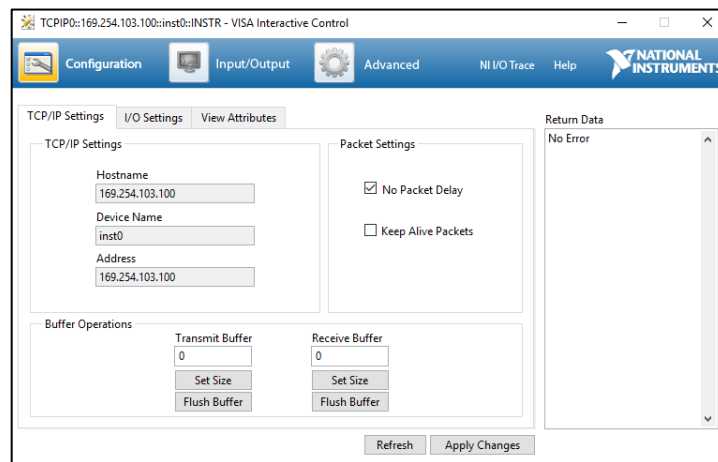 TCPIP0::169.254.103.100::inst0::INSTR - VISA Interactive Control
Configuration
Input/Output
Advanced
NI I/O Trace
Help
NATIONAL
INSTRUMENTS
TCP/IP Settings
I/O Settings
View Attributes
Return Data
No Error
TCP/IP Settings
Hostname
169.254.103.100
Device Name
inst0
Address
169.254.103.100
Packet Settings
No Packet Delay
Keep Alive Packets
Buffer Operations
Transmit Buffer
0
Set Size
Flush Buffer
Receive Buffer
0
Set Size
Flush Buffer
Refresh
Apply Changes